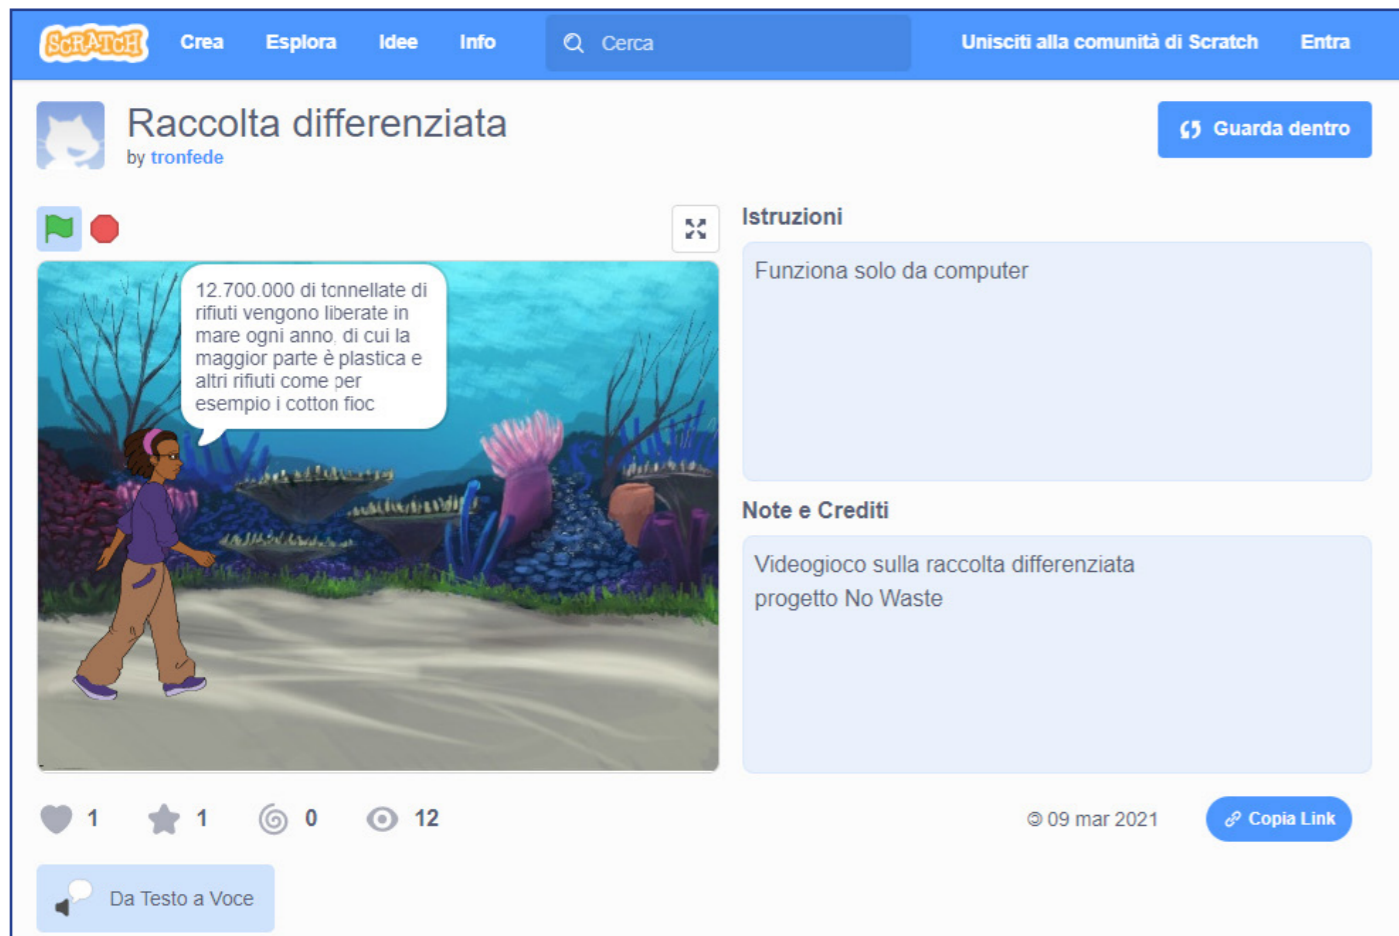 SCRATCH Crea Esplora Idee Info Cerca Unisciti alla comunità di Scratch Entra
Raccolta differenziata
by tronfede
Guarda dentro
12.700.000 di tonnellate di
rifiuti vengono liberate in
mare ogni anno, di cui la
maggior parte è plastica e
altri rifiuti come per
esempio i cotton fioc
Istruzioni
Funziona solo da computer
Note e Crediti
Videogioco sulla raccolta differenziata
progetto No Waste
1 1 0 12
09 mar 2021
Copia Link
Da Testo a Voce